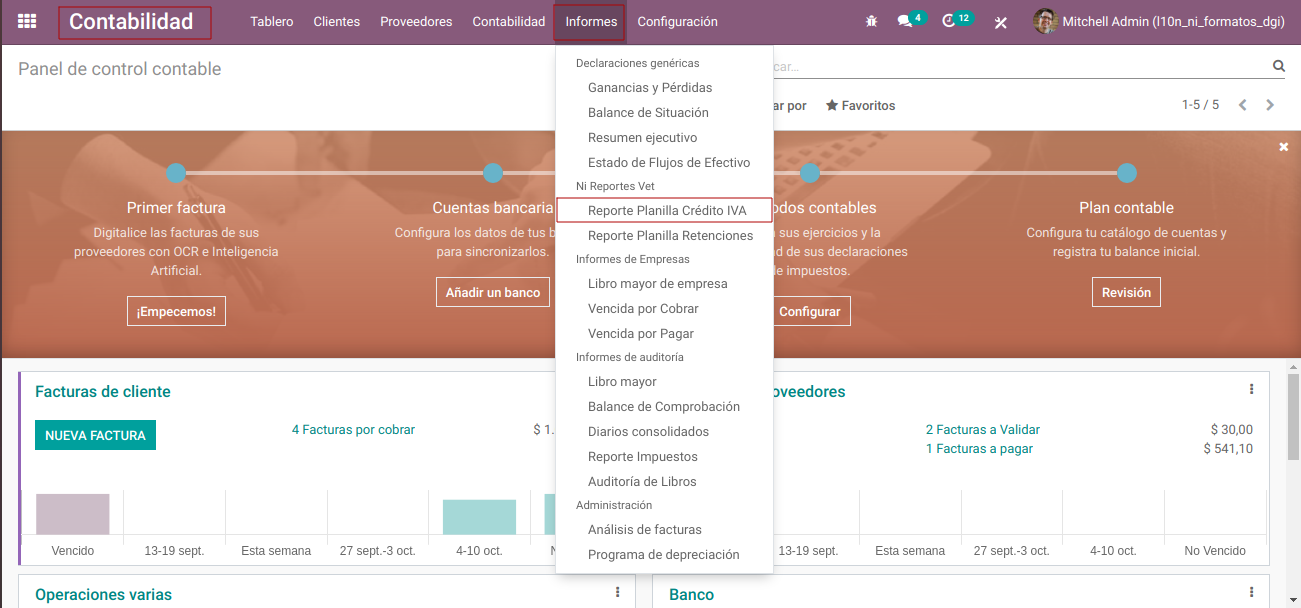 Contabilidad
Tablero Clientes Proveedores Contabilidad Informes Configuración
4 12 Mitchell Admin (l10n_ni_formatos_dgi)
Panel de control contable
car...
ar por Favoritos 1-5 / 5
Declaraciones genéricas
Ganancias y Pérdidas
Balance de Situación
Resumen ejecutivo
Estado de Flujos de Efectivo
Ni Reportes Vet
Reporte Planilla Crédito IVA
Reporte Planilla Retenciones
Informes de Empresas
Libro mayor de empresa
Vencida por Cobrar
Vencida por Pagar
Informes de auditoría
Libro mayor
Balance de Comprobación
Diarios consolidados
Reporte Impuestos
Auditoría de Libros
Administración
Análisis de facturas
Programa de depreciación
Primer factura
Digitalice las facturas de sus
proveedores con OCR e Inteligencia
Artificial.
¡Empecemos!
Cuentas bancaria
Configura los datos de tus b
para sincronizarlos.
Añadir un banco
odos contables
sus ejercicios y la
d de sus declaraciones
e impuestos.
Configurar
Plan contable
Configura tu catálogo de cuentas y
registra tu balance inicial.
Revisión
Facturas de cliente
NUEVA FACTURA
4 Facturas por cobrar $ 1.
Vencido 13-19 sept. Esta semana 27 sept.-3 oct. 4-10 oct. N
oveedores
2 Facturas a Validar $ 30,00
1 Facturas a pagar $ 541,10
13-19 sept. Esta semana 27 sept.-3 oct. 4-10 oct. No Vencido
Operaciones varias
Banco